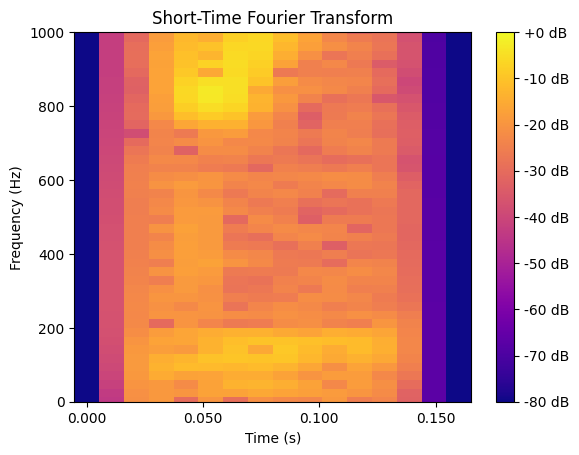 Short-Time Fourier Transform
1000
800
600
400
200
0
Frequency (Hz)
0.000
0.050
0.100
0.150
Time (s)
+0 dB
-10 dB
-20 dB
-30 dB
-40 dB
-50 dB
-60 dB
-70 dB
-80 dB